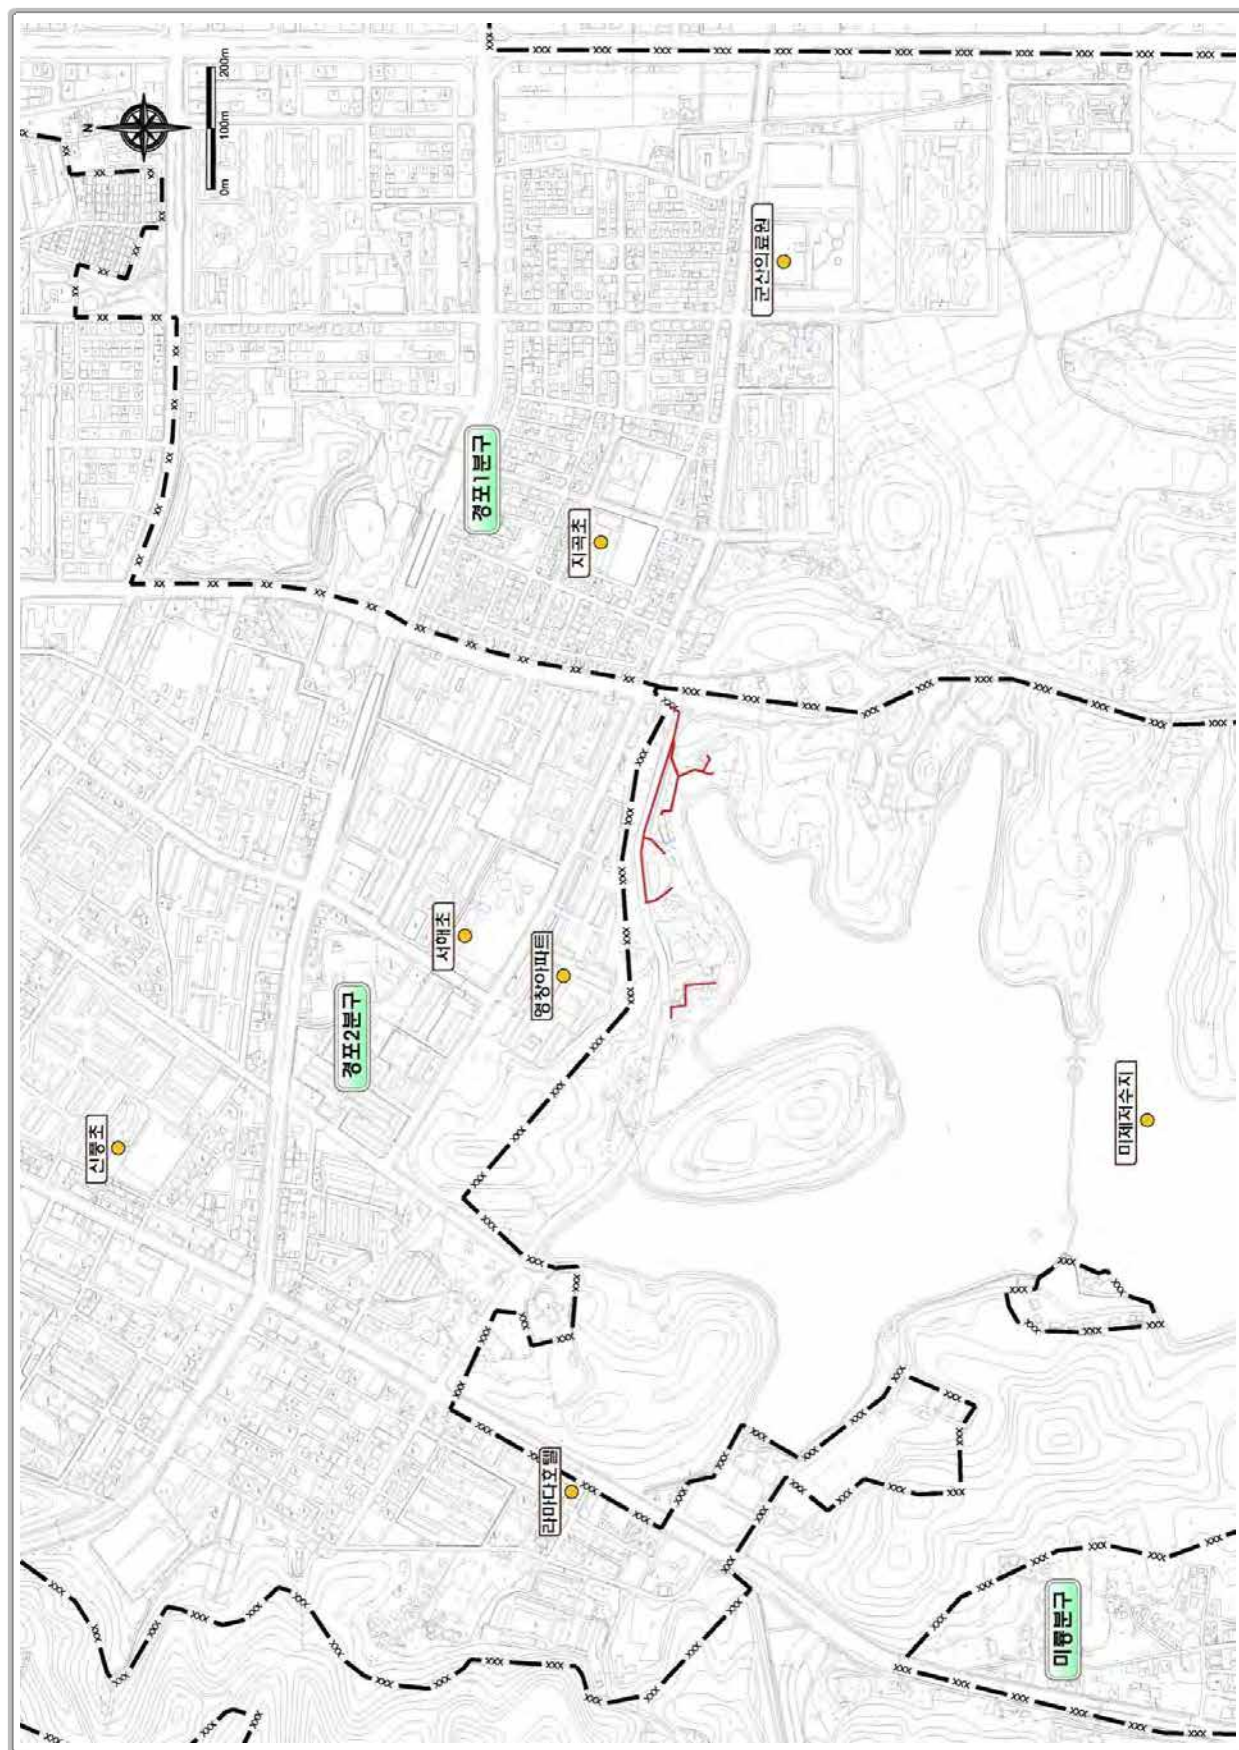 N
신풍초
0m 100m 200m
경포2분구
서해초
경포1분구
영창아파트
라마다호텔
지곡초
군산의료원
미룡분구
미제저수지